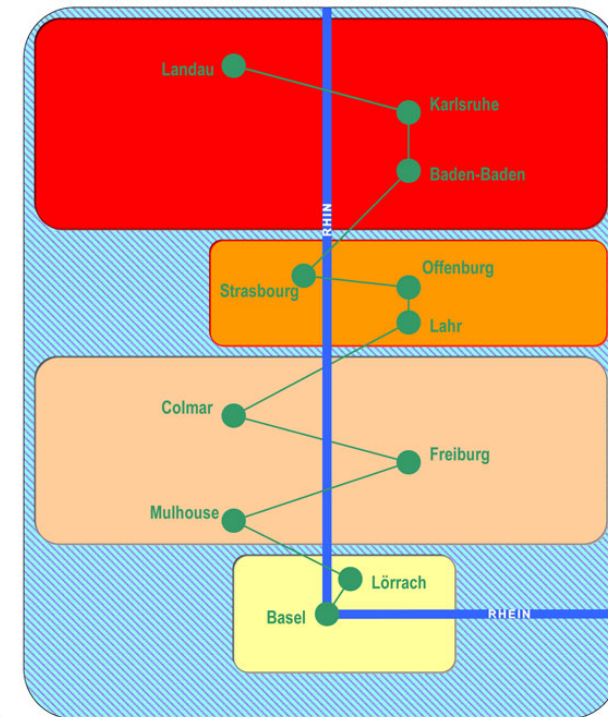 Landau
Karlsruhe
Baden-Baden
RHIN
Offenburg
Strasbourg
Lahr
Colmar
Freiburg
Mulhouse
Lörrach
Basel
RHEIN